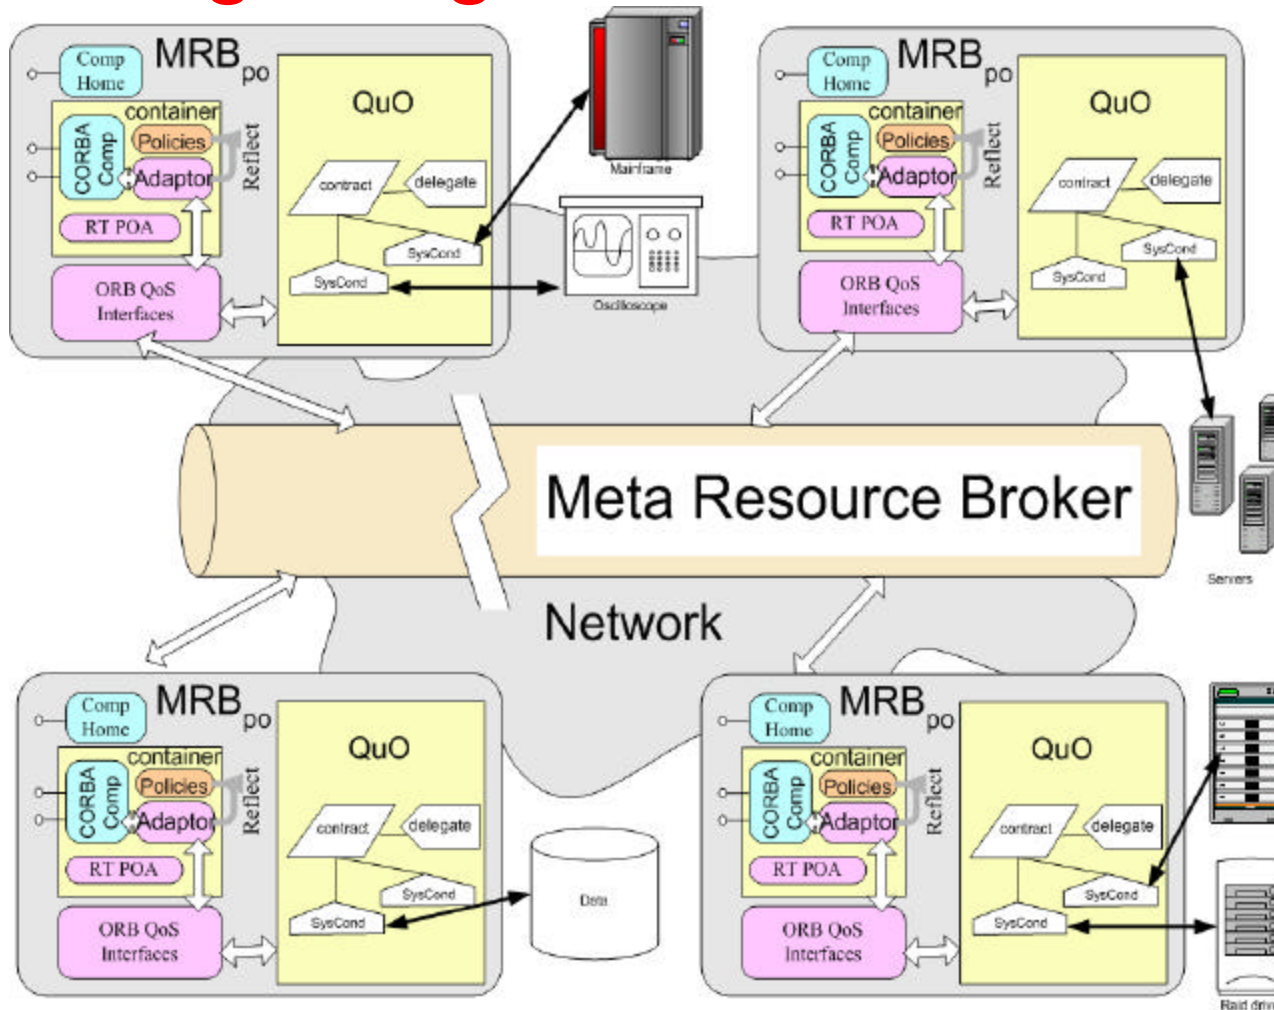 MRB po
Comp
Home
container
Policies
CORBA
Comp
Adaptor
Reflect
RT POA
ORB QoS
Interfaces
QuO
contract
delegate
SysCond
SysCond
Mainframe
Oscilloscope
MRB po
Comp
Home
container
Policies
CORBA
Comp
Adaptor
Reflect
RT POA
ORB QoS
Interfaces
QuO
contract
delegate
SysCond
SysCond
Servers
Meta Resource Broker
Network
MRB po
Comp
Home
container
Policies
CORBA
Comp
Adaptor
Reflect
RT POA
ORB QoS
Interfaces
QuO
contract
delegate
SysCond
SysCond
Data
MRB po
Comp
Home
container
Policies
CORBA
Comp
Adaptor
Reflect
RT POA
ORB QoS
Interfaces
QuO
contract
delegate
SysCond
SysCond
Raid